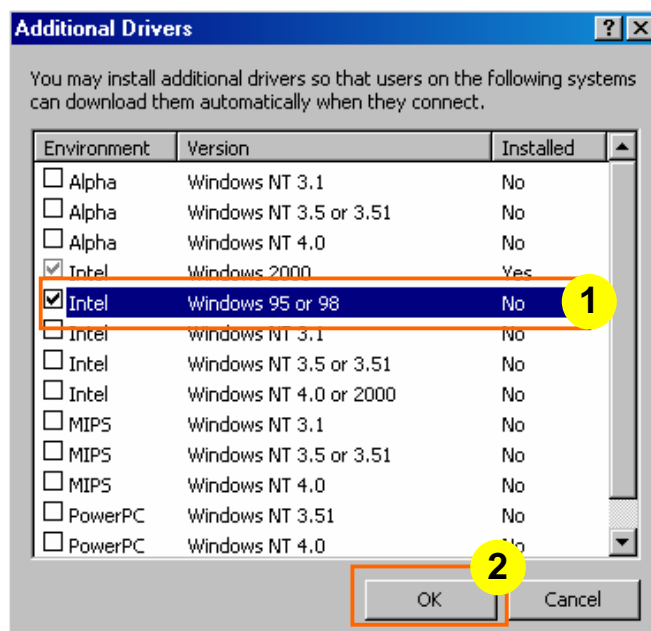 Additional Drivers
You may install additional drivers so that users on the following systems
can download them automatically when they connect.
Environment Version Installed
Alpha Windows NT 3.1 No
Alpha Windows NT 3.5 or 3.51 No
Alpha Windows NT 4.0 No
Intel Windows 2000 Yes
Intel Windows 95 or 98 No 1
Intel Windows NT 3.1 No
Intel Windows NT 3.5 or 3.51 No
Intel Windows NT 4.0 or 2000 No
MIPS Windows NT 3.1 No
MIPS Windows NT 3.5 or 3.51 No
MIPS Windows NT 4.0 No
PowerPC Windows NT 3.51 No
PowerPC Windows NT 4.0 No
2
OK Cancel